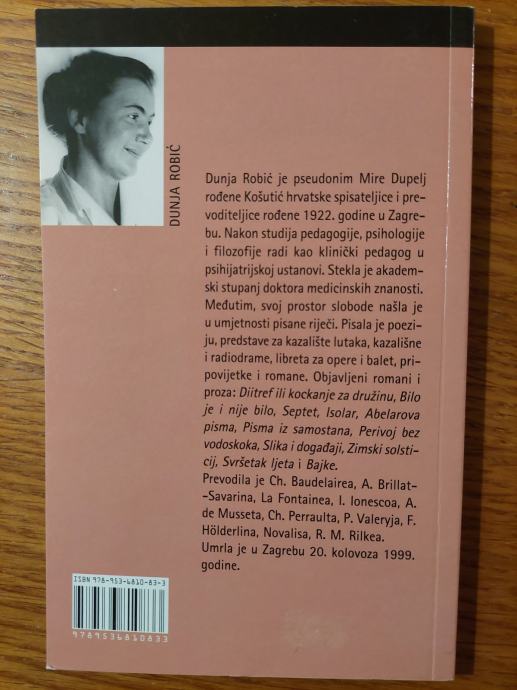 DUNJA ROBIĆ
Dunja Robić je pseudonim Mire Dupelj
rođene Košutić hrvatske spisateljice i pre-
voditeljice rođene 1922. godine u Zagre-
bu. Nakon studija pedagogije, psihologije
i filozofije radi kao klinički pedagog u
psihijatrijskoj ustanovi. Stekla je akadem-
ski stupanj doktora medicinskih znanosti.
Međutim, svoj prostor slobode našla je
u umjetnosti pisane riječi. Pisala je poezi-
ju, predstave za kazalište lutaka, kazališne
i radiodrame, libreta za opere i balet, pri-
povijetke i romane. Objavljeni romani i
proza: Diitref ili kockanje za družinu, Bilo
je i nije bilo, Septet, Isolar, Abelarova
pisma, Pisma iz samostana, Perivoj bez
vodoskoka, Slika i događaji, Zimski solsti-
cij, Svršetak ljeta i Bajke.
Prevodila je Ch. Baudelairea, A. Brillat-
-Savarina, La Fontainea, I. Ionescoa, A.
de Musseta, Ch. Perraulta, P. Valeryja, F.
Hölderlina, Novalisa, R. M. Rilkea.
Umrla je u Zagrebu 20. kolovoza 1999.
godine.
ISBN 978-953-6810-83-3
9789536810833